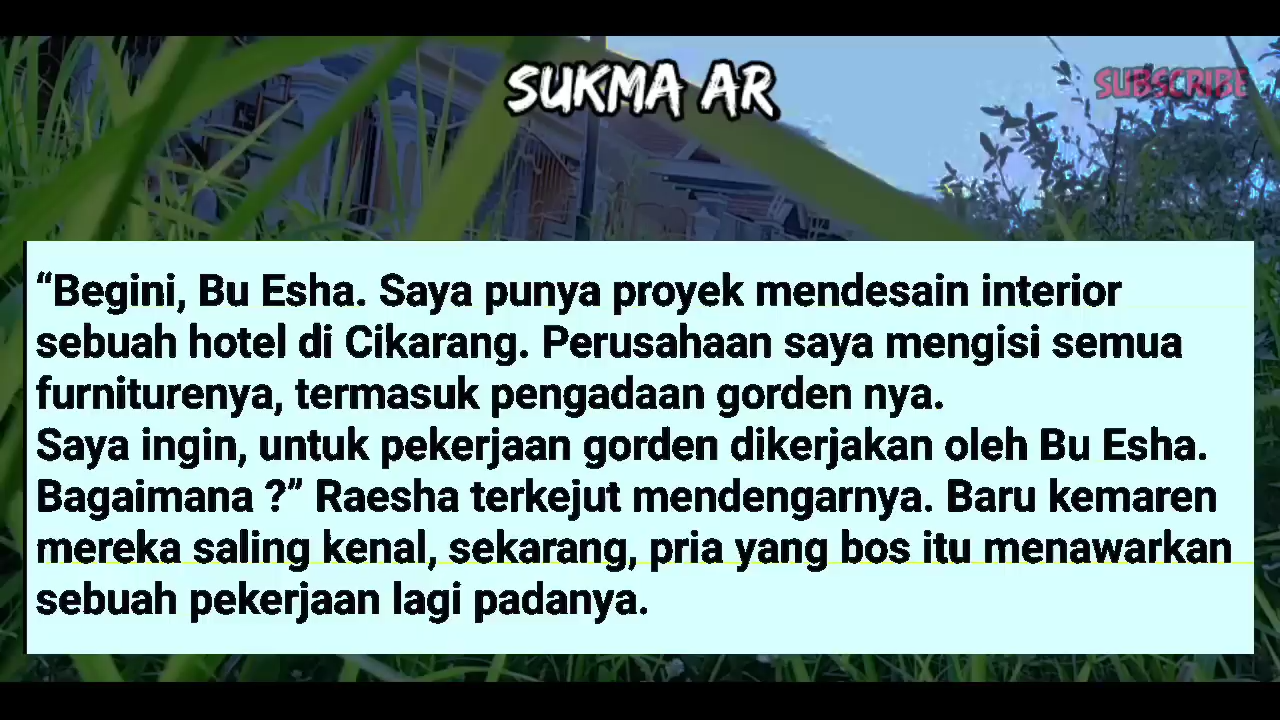 SUKMA AR
SUBSCRIBE
“Begini, Bu Esha. Saya punya proyek mendesain interior
sebuah hotel di Cikarang. Perusahaan saya mengisi semua
furniturenya, termasuk pengadaan gorden nya.
Saya ingin, untuk pekerjaan gorden dikerjakan oleh Bu Esha.
Bagaimana ?” Raesha terkejut mendengarnya. Baru kemaren
mereka saling kenal, sekarang, pria yang bos itu menawarkan
sebuah pekerjaan lagi padanya.